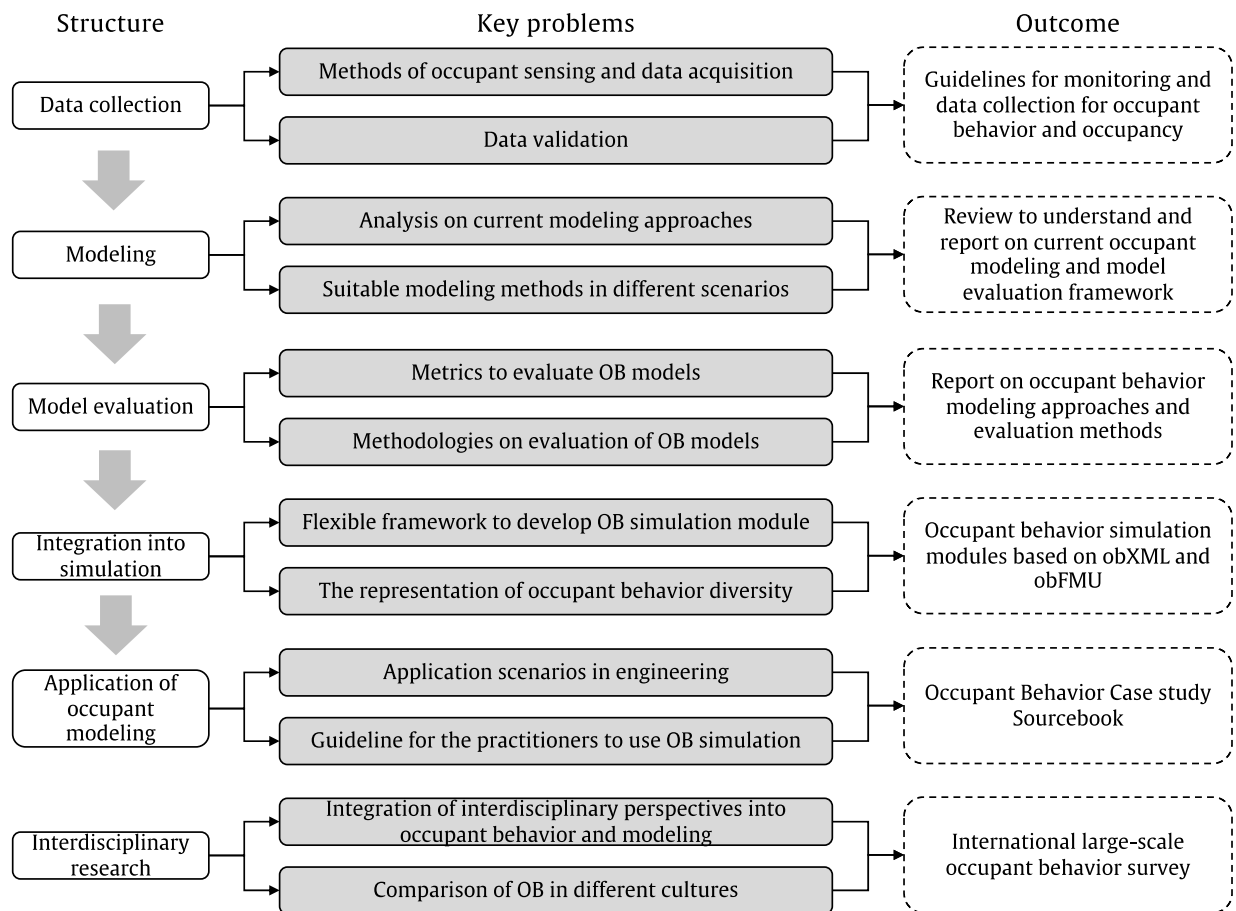 Structure
Key problems
Outcome
Data collection
Methods of occupant sensing and data acquisition
Data validation
Guidelines for monitoring and
data collection for occupant
behavior and occupancy
Modeling
Analysis on current modeling approaches
Suitable modeling methods in different scenarios
Review to understand and
report on current occupant
modeling and model
evaluation framework
Model evaluation
Metrics to evaluate OB models
Methodologies on evaluation of OB models
Report on occupant behavior
modeling approaches and
evaluation methods
Integration into
simulation
Flexible framework to develop OB simulation module
The representation of occupant behavior diversity
Occupant behavior simulation
modules based on obXML and
obFMU
Application of
occupant
modeling
Application scenarios in engineering
Guideline for the practitioners to use OB simulation
Occupant Behavior Case study
Sourcebook
Interdisciplinary
research
Integration of interdisciplinary perspectives into
occupant behavior and modeling
Comparison of OB in different cultures
International large-scale
occupant behavior survey